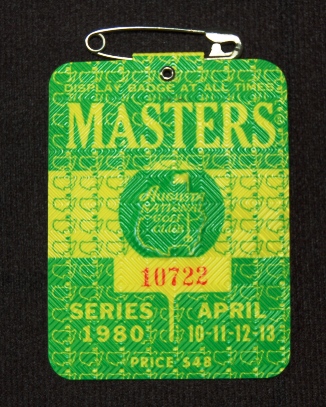 DISPLAY BADGE AT ALL TIMES
MASTERS®
AUGUSTA
NATIONAL
GOLF
CLUB
10722
SERIES APRIL
1980 10-11-12-13
PRICE $48